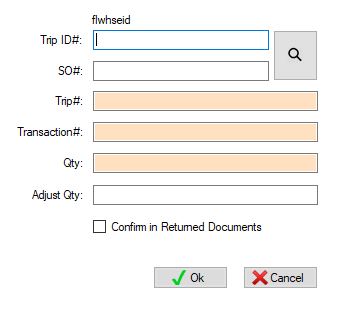 flwhseid
Trip ID#:
SO#:
Trip#:
Transaction#:
Qty:
Adjust Qty:
Confirm in Returned Documents
Ok Cancel